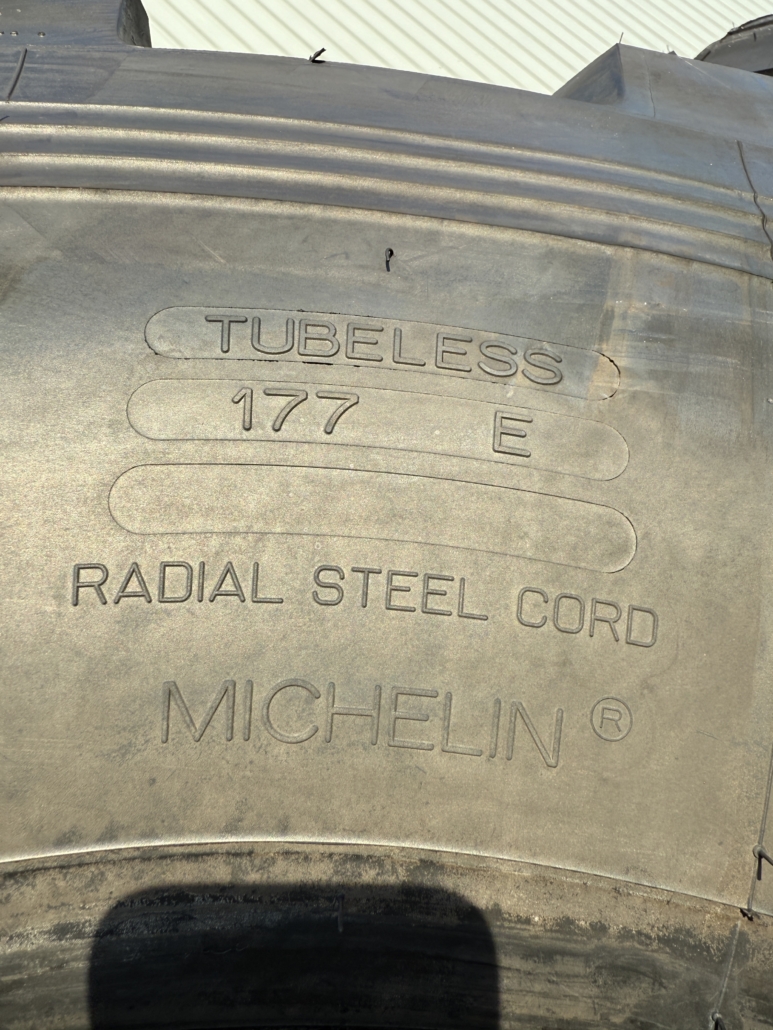 TUBELESS
177 E
RADIAL STEEL CORD
MICHELIN ®